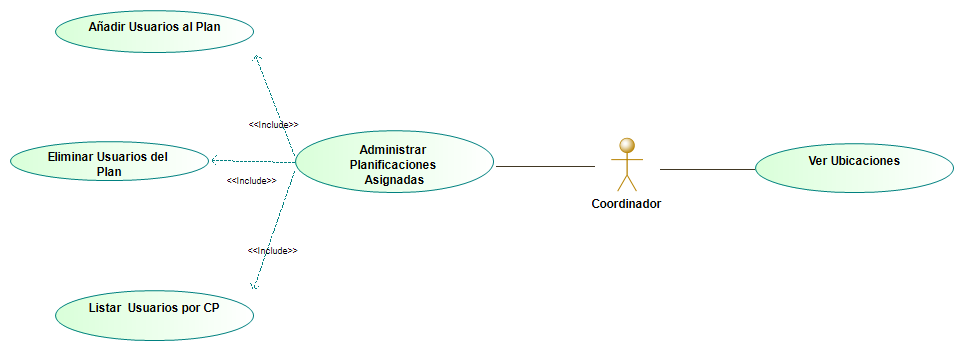 Añadir Usuarios al Plan
<<Include>>
Eliminar Usuarios del
Plan
<<Include>>
Administrar
Planificaciones
Asignadas
Coordinador
Ver Ubicaciones
<<Include>>
Listar Usuarios por CP